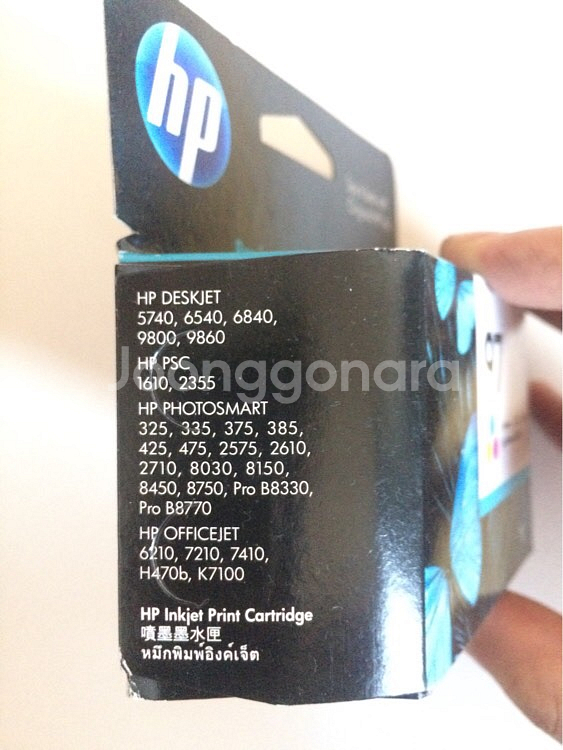 hp
HP DESKJET
5740, 6540, 6840,
9800, 9860
HP PSC
1610, 2355
HP PHOTOSMART
325, 335, 375, 385,
425, 475, 2575, 2610,
2710, 8030, 8150,
8450, 8750, Pro B8330,
Pro B8770
HP OFFICEJET
6210, 7210, 7410,
H470b, K7100
HP Inkjet Print Cartridge
噴墨墨水匣
หมึกพิมพ์อิงค์เจ็ต
97
Joonggonara